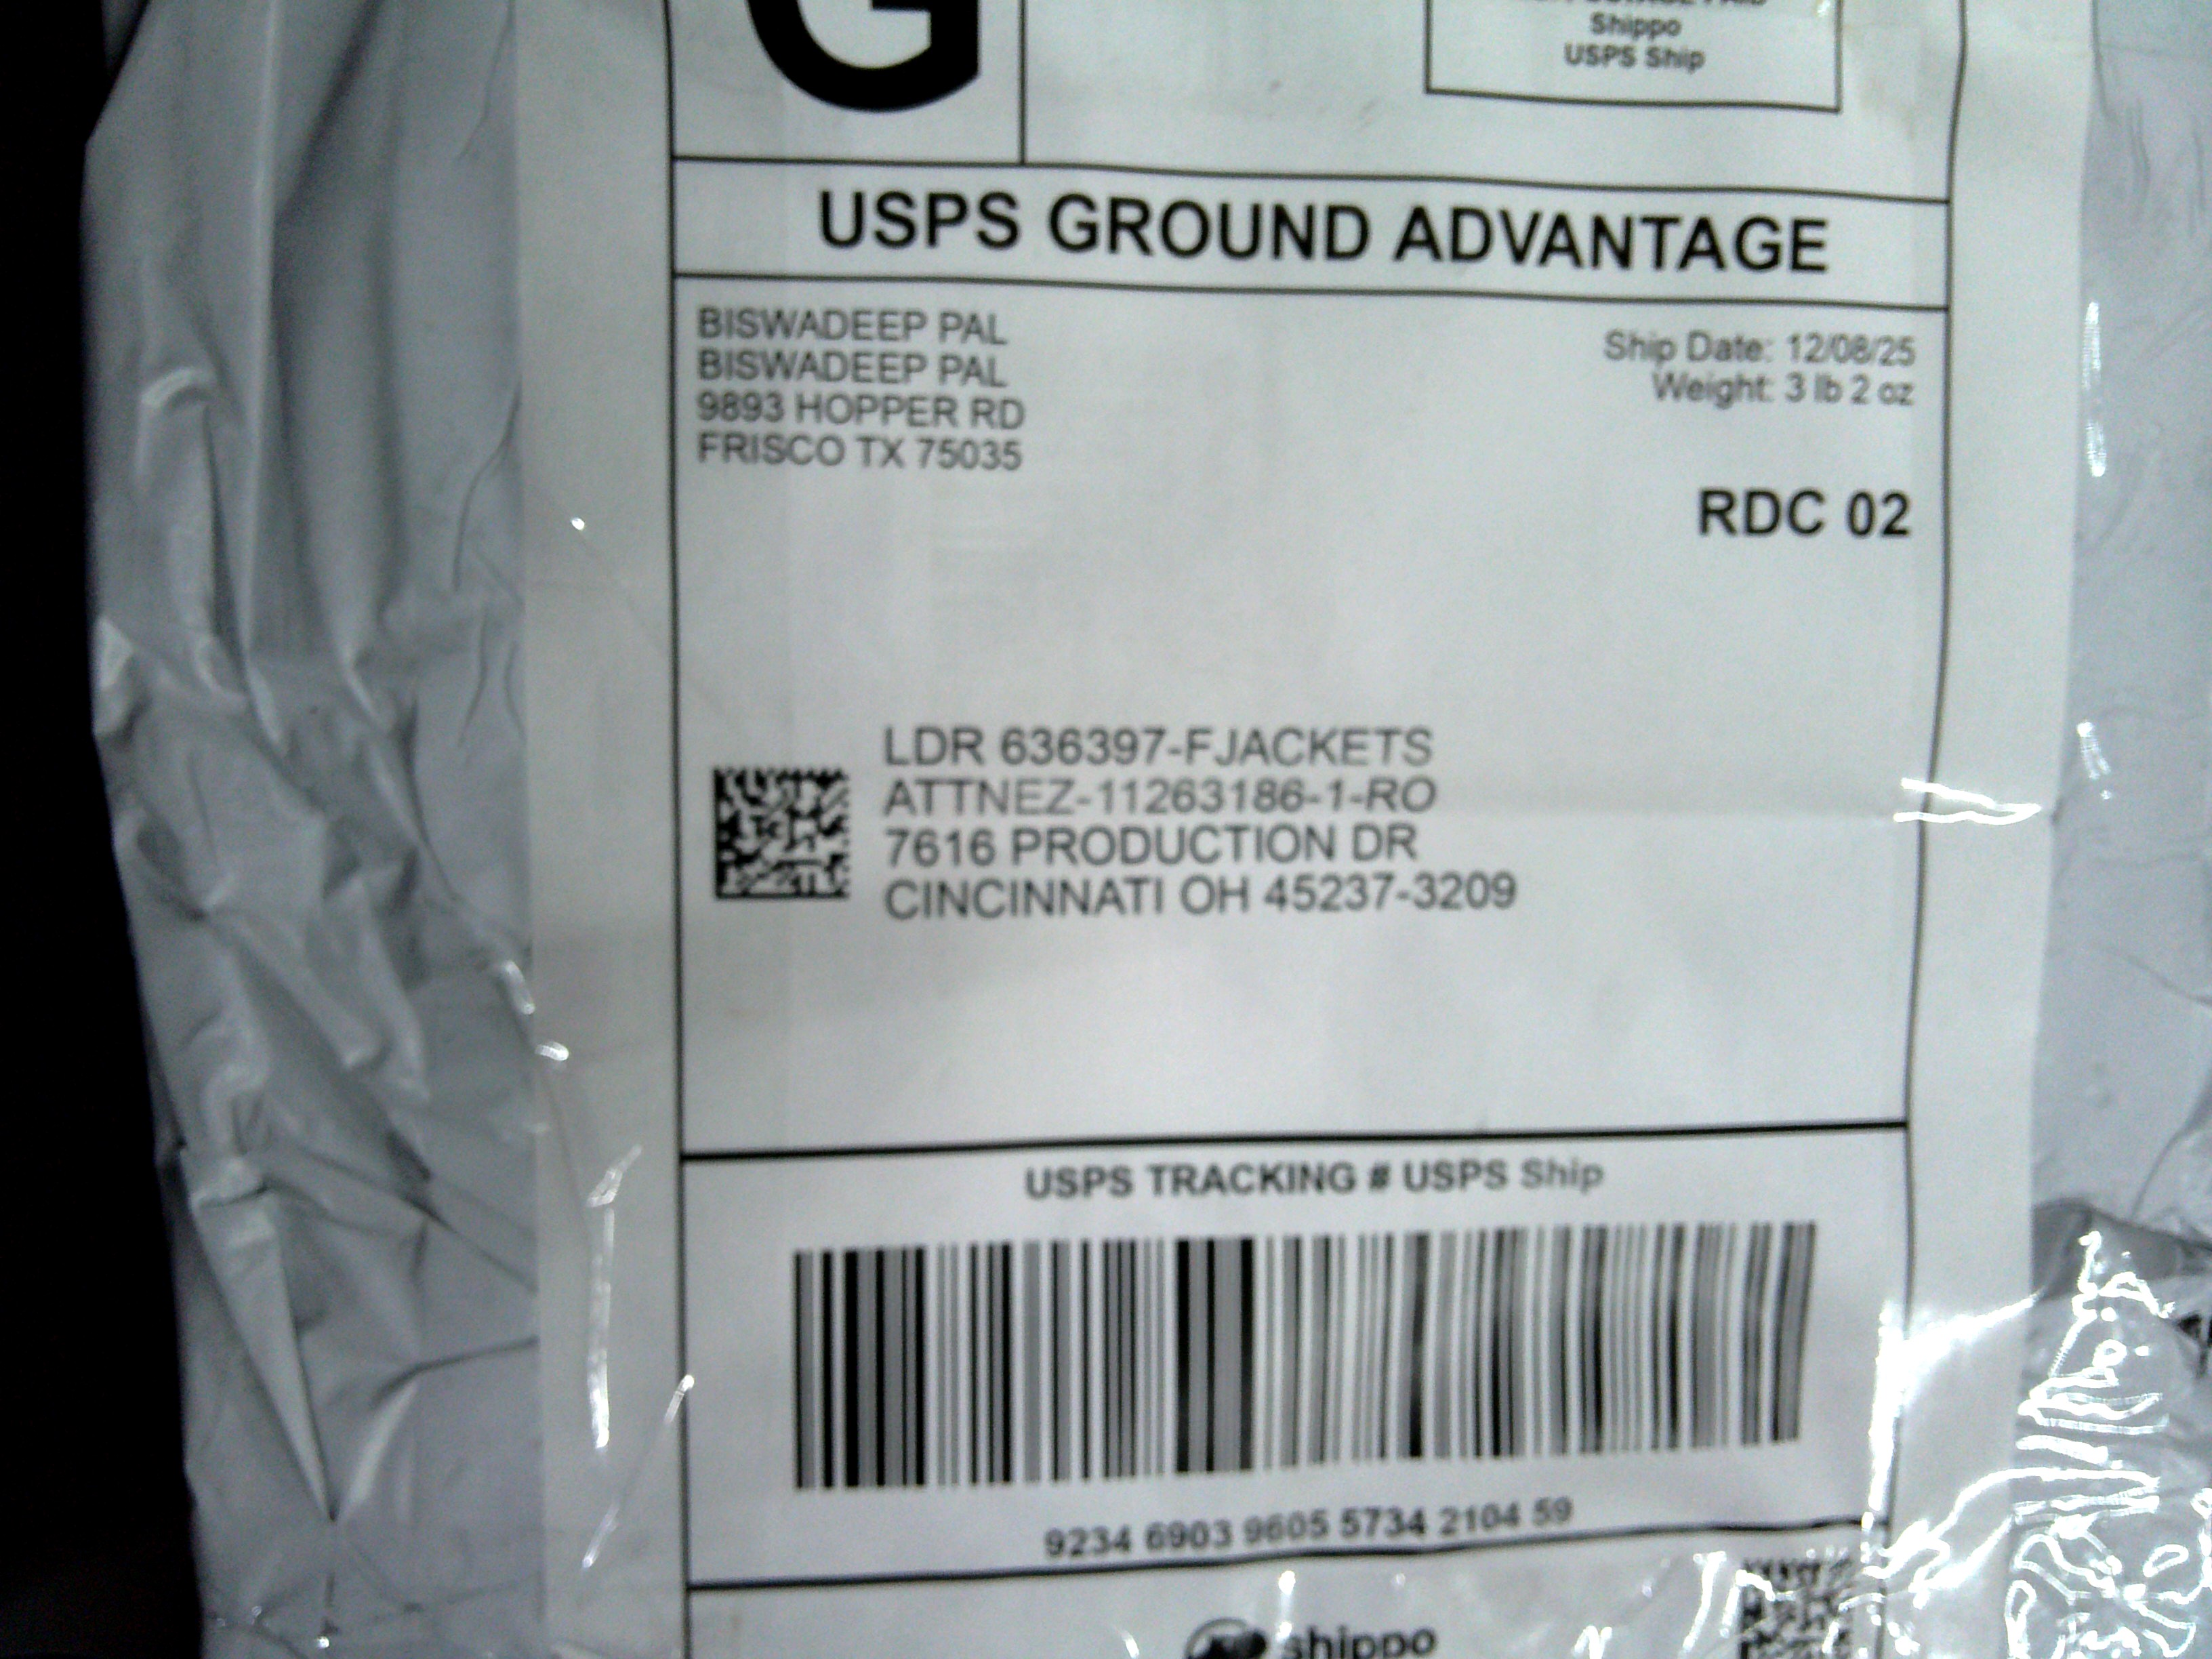 G
Shippo
USPS Ship
USPS GROUND ADVANTAGE
BISWADEEP PAL
BISWADEEP PAL
9893 HOPPER RD
FRISCO TX 75035
Ship Date: 12/08/25
Weight: 3 lb 2 oz
RDC 02
LDR 636397-FJACKETS
ATTNEZ-11263186-1-RO
7616 PRODUCTION DR
CINCINNATI OH 45237-3209
USPS TRACKING # USPS Ship
9234 6903 9605 5734 2104 59
shippo